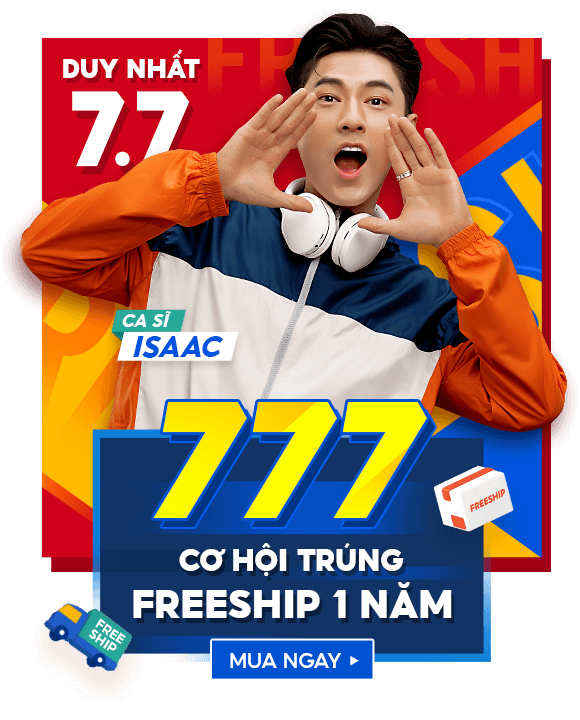 FREESH
DUY NHẤT
7.7
CA SĨ
ISAAC
777
FREESHIP
CƠ HỘI TRÚNG
FREESHIP 1 NĂM
FREE
SHIP
MUA NGAY